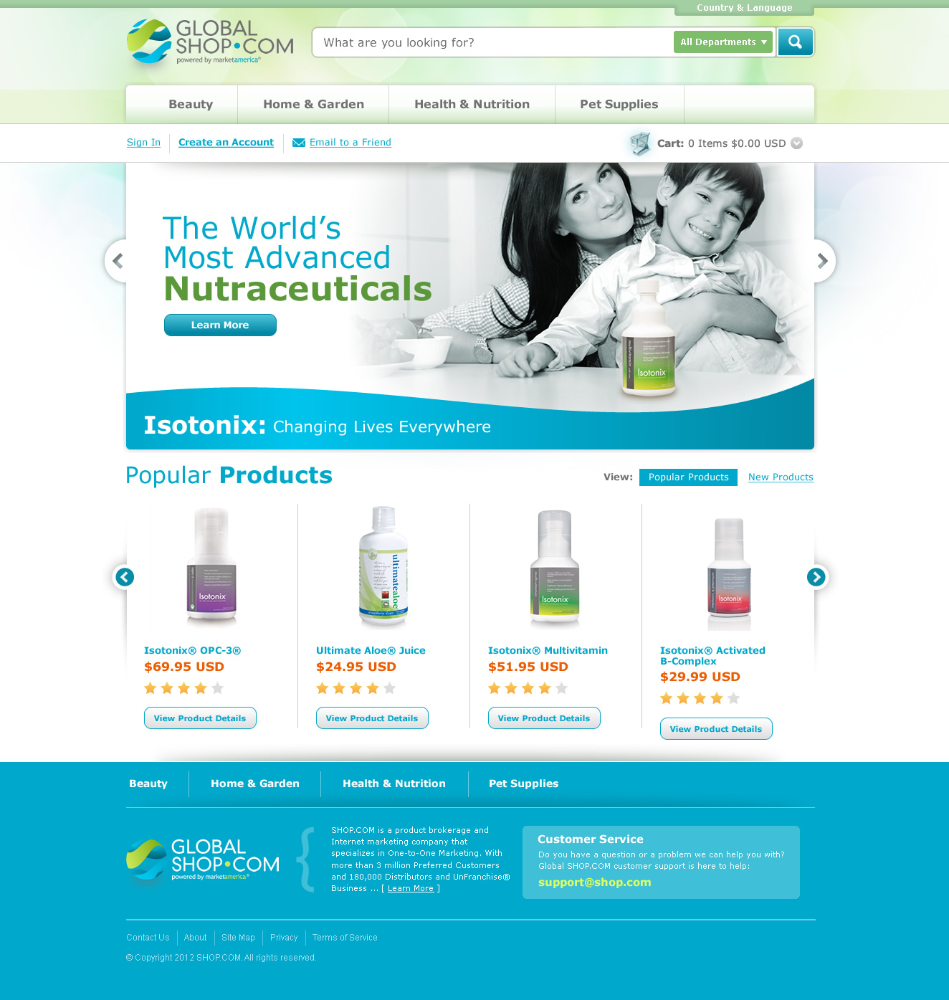 Country & Language
GLOBAL
SHOP•COM
powered by marketamerica®
What are you looking for?
All Departments
Beauty
Home & Garden
Health & Nutrition
Pet Supplies
Sign In
Create an Account
Email to a Friend
Cart: 0 Items $0.00 USD
The World’s
Most Advanced
Nutraceuticals
Learn More
Isotonix
Isotonix: Changing Lives Everywhere
Popular Products
View:
Popular Products
New Products
Isotonix
ultimatealoe
Isotonix
Isotonix
Isotonix® OPC-3®
$69.95 USD
View Product Details
Ultimate Aloe® Juice
$24.95 USD
View Product Details
Isotonix® Multivitamin
$51.95 USD
View Product Details
Isotonix® Activated
B-Complex
$29.99 USD
View Product Details
Beauty
Home & Garden
Health & Nutrition
Pet Supplies
GLOBAL
SHOP•COM
powered by marketamerica®
SHOP.COM is a product brokerage and
Internet marketing company that
specializes in One-to-One Marketing. With
more than 3 million Preferred Customers
and 180,000 Distributors and UnFranchise®
Business ... [ Learn More ]
Customer Service
Do you have a question or a problem we can help you with?
Global SHOP.COM customer support is here to help:
support@shop.com
Contact Us
About
Site Map
Privacy
Terms of Service
© Copyright 2012 SHOP.COM. All rights reserved.